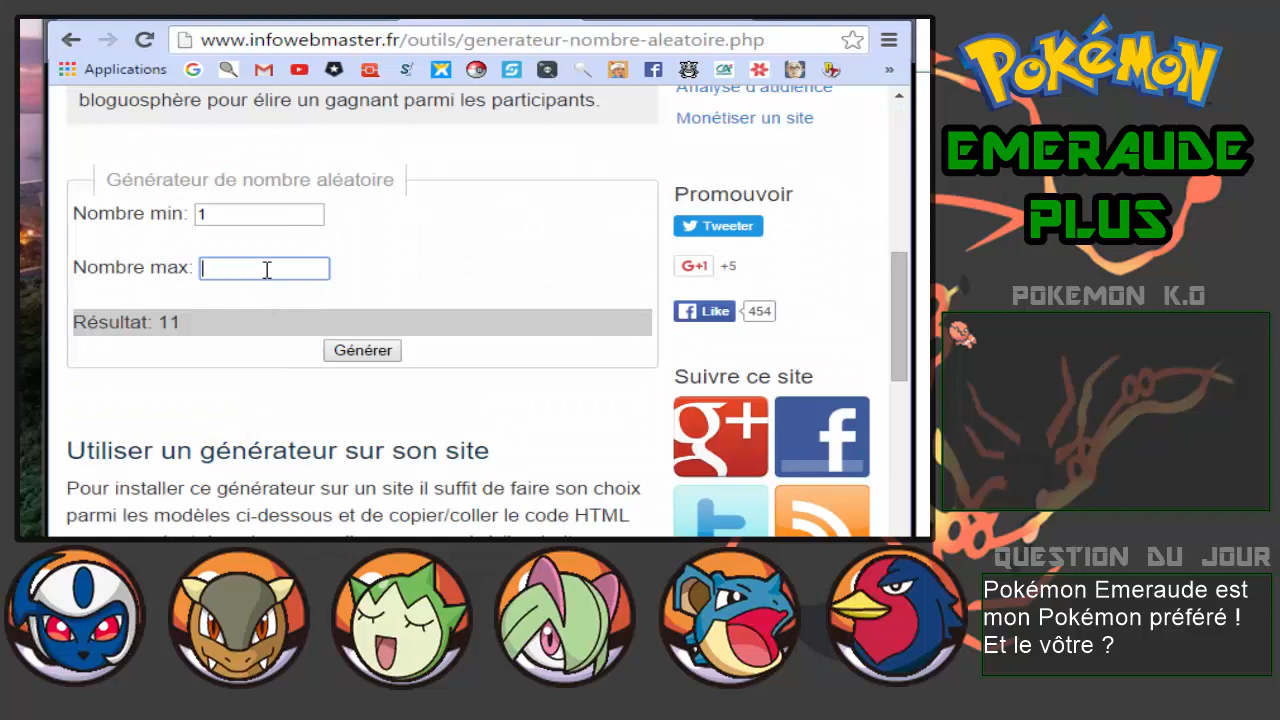 www.infowebmaster.fr/outils/generateur-nombre-aleatoire.php
Applications
»
bloguosphère pour élire un gagnant parmi les participants.
Analyse d'audience
Monétiser un site
Générateur de nombre aléatoire
Nombre min: 1
Nombre max:
Résultat: 11
Générer
Promouvoir
Tweeter
G+1 +5
Like 454
Suivre ce site
g+
f
Utiliser un générateur sur son site
Pour installer ce générateur sur un site il suffit de faire son choix
parmi les modèles ci-dessous et de copier/coller le code HTML
POKÉMON
EMERAUDE
PLUS
POKEMON K.O
QUESTION DU JOUR
Pokémon Emeraude est
mon Pokémon préféré !
Et le vôtre ?